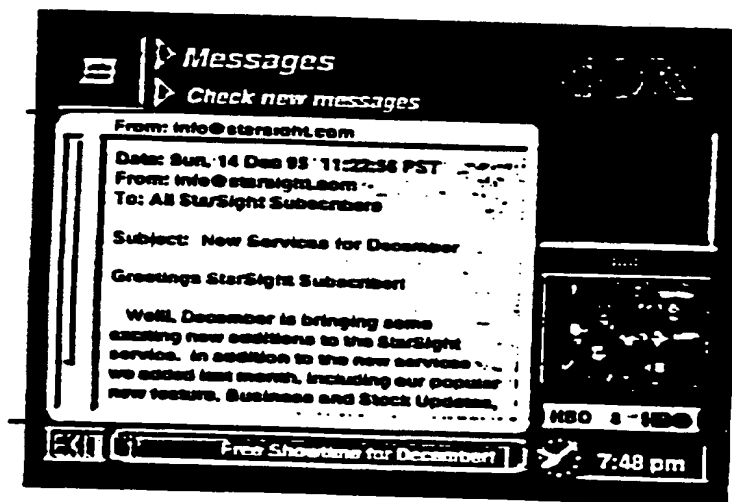 Messages
Check new messages
From: info@starsight.com
Date: Sun, 14 Dec 95 11:22:56 PST
From: info@starsight.com
To: All StarSight Subscribers
Subject: New Services for December
Greetings StarSight Subscriber!
Well, December is bringing some
exciting new additions to the StarSight
service. In addition to the new services
we added last month, including our popular
new feature, Business and Stock Updates,
HBO 8 HBO
EXIT
Free Showtime for December!
7:48 pm